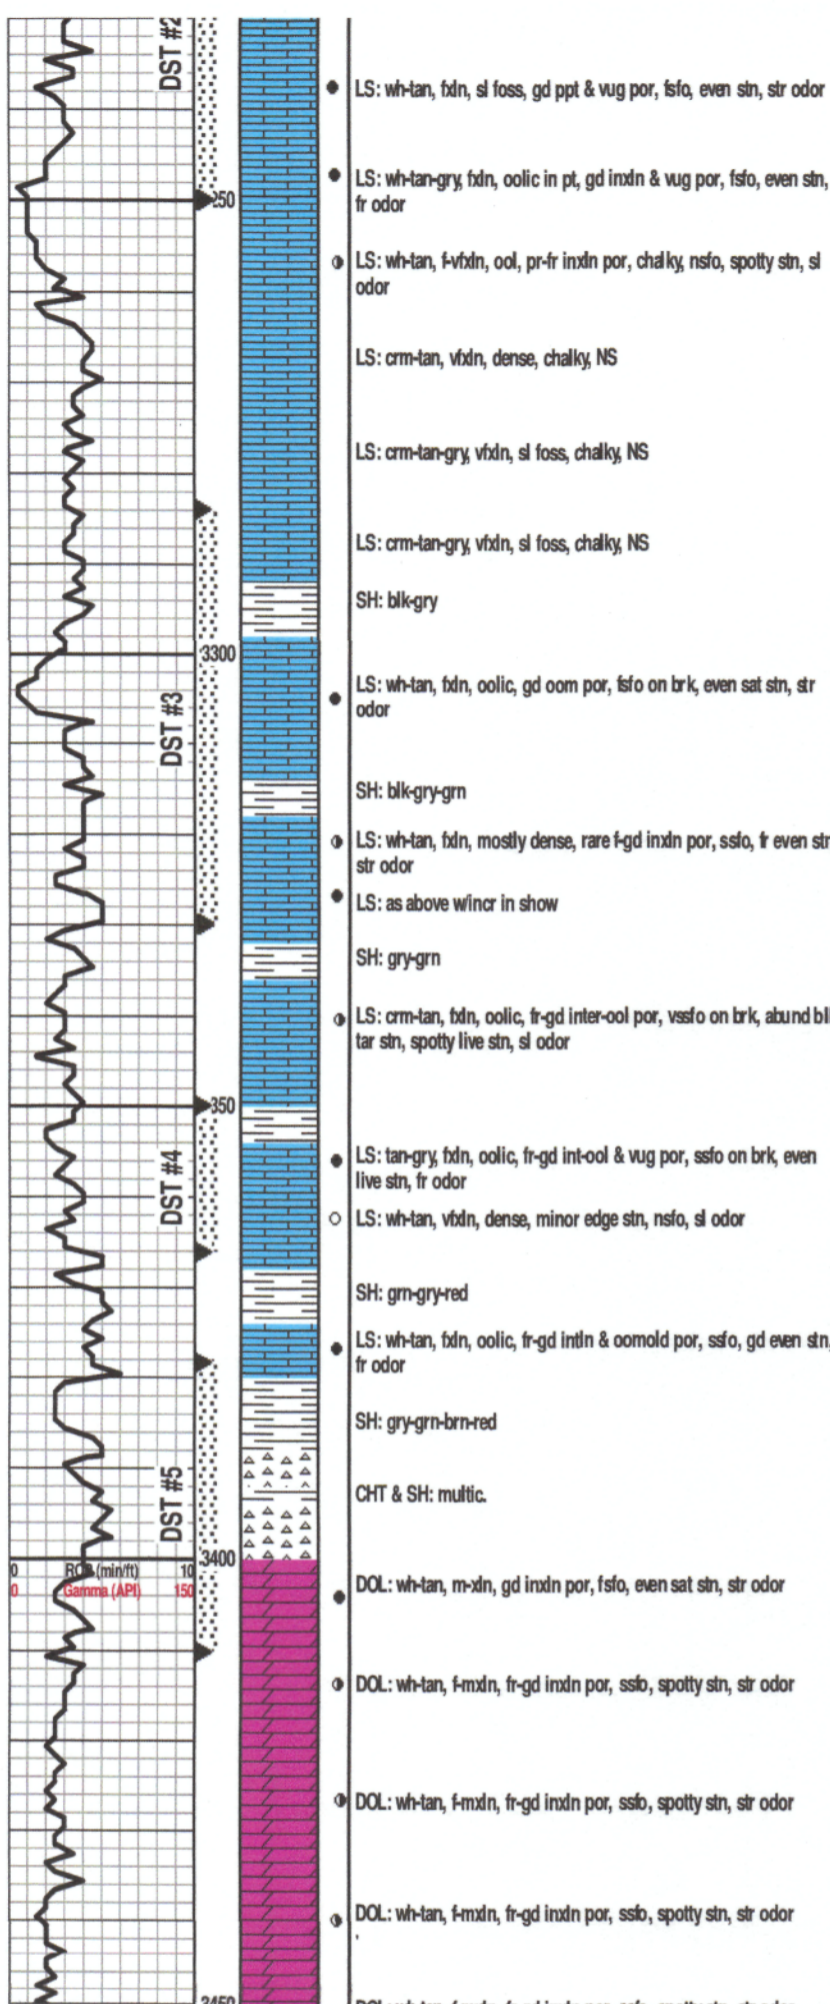 DST #2
LS: wh-tan, fxln, sl foss, gd ppt & vug por, fsfo, even stn, str odor
LS: wh-tan-gry, fxln, oolic in pt, gd inxln & vug por, fsfo, even stn,
fr odor
250
LS: wh-tan, f-vfxln, ool, pr-fr inxln por, chalky, nsfo, spotty stn, sl
odor
LS: crm-tan, vfxln, dense, chalky, NS
LS: crm-tan-gry, vfxln, sl foss, chalky, NS
LS: crm-tan-gry, vfxln, sl foss, chalky, NS
SH: blk-gry
3300
LS: wh-tan, fxln, oolic, gd oom por, fsfo on brk, even sat stn, str
odor
DST #3
SH: blk-gry-grn
LS: wh-tan, fxln, mostly dense, rare f-gd inxln por, ssfo, fr even stn
str odor
LS: as above w/incr in show
SH: gry-grn
LS: crm-tan, fxln, oolic, fr-gd inter-ool por, vssfo on brk, abund bl
tar stn, spotty live stn, sl odor
350
LS: tan-gry, fxln, oolic, fr-gd int-ool & vug por, ssfo on brk, even
live stn, fr odor
DST #4
LS: wh-tan, vfxln, dense, minor edge stn, nsfo, sl odor
SH: grn-gry-red
LS: wh-tan, fxln, oolic, fr-gd intln & oomold por, ssfo, gd even stn,
fr odor
SH: gry-grn-brn-red
CHT & SH: multic.
DST #5
3400
0 ROP (min/ft) 10
0 Gamma (API) 150
DOL: wh-tan, m-xln, gd inxln por, fsfo, even sat stn, str odor
DOL: wh-tan, f-mxln, fr-gd inxln por, ssfo, spotty stn, str odor
DOL: wh-tan, f-mxln, fr-gd inxln por, ssfo, spotty stn, str odor
DOL: wh-tan, f-mxln, fr-gd inxln por, ssfo, spotty stn, str odor
3450